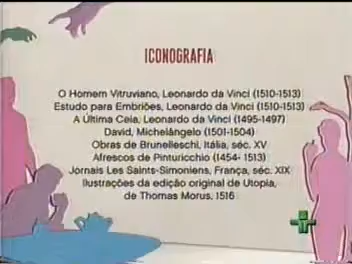 ICONOGRAFIA
O Homem Vitruviano, Leonardo da Vinci (1510-1513)
Estudo para Embriões, Leonardo da Vinci (1510-1513)
A Última Ceia, Leonardo da Vinci (1495-1497)
David, Michelângelo (1501-1504)
Obras de Brunelleschi, Itália, séc. XV
Afrescos de Pinturicchio (1454- 1513)
Jornais Les Saints-Simoniens, França, séc. XIX
Ilustrações da edição original de Utopia,
de Thomas Morus, 1516